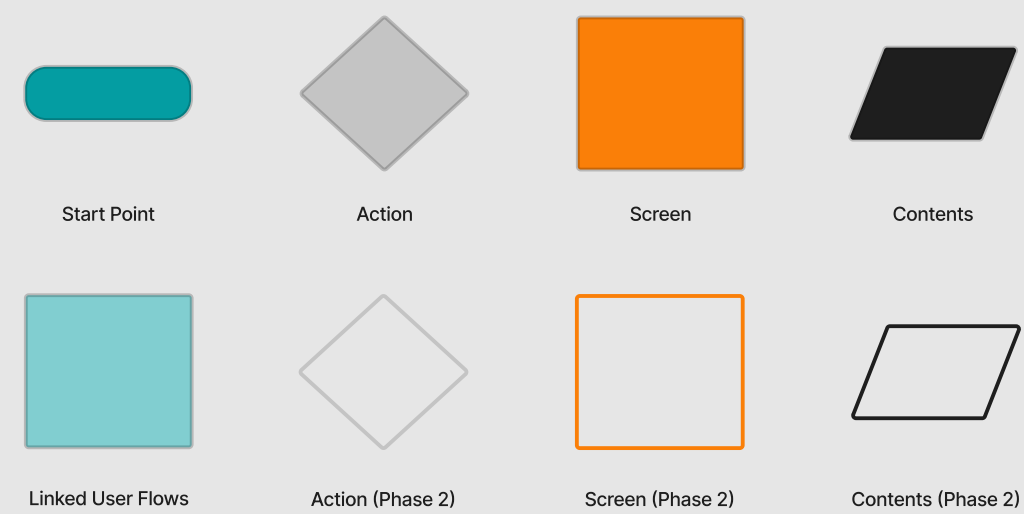 Start Point
Action
Screen
Contents
Linked User Flows
Action (Phase 2)
Screen (Phase 2)
Contents (Phase 2)